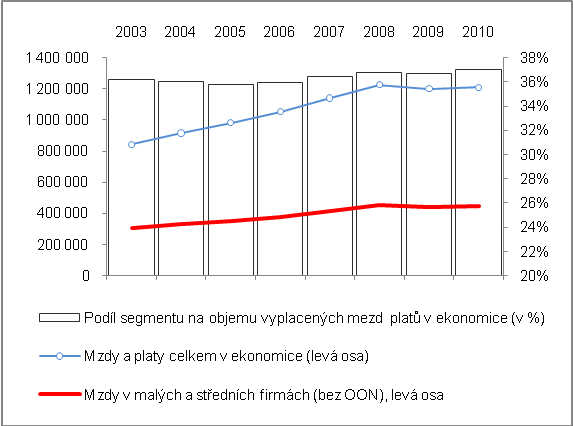 2003 2004 2005 2006 2007 2008 2009 2010
1 400 000 38%
1 200 000 36%
1 000 000 34%
800 000 32%
600 000 30%
400 000 28%
200 000 26%
0 24%
22%
20%
Podíl segmentu na objemu vyplacených mezd platů v ekonomice (v %)
Mzdy a platy celkem v ekonomice (levá osa)
Mzdy v malých a středních firmách (bez OON), levá osa